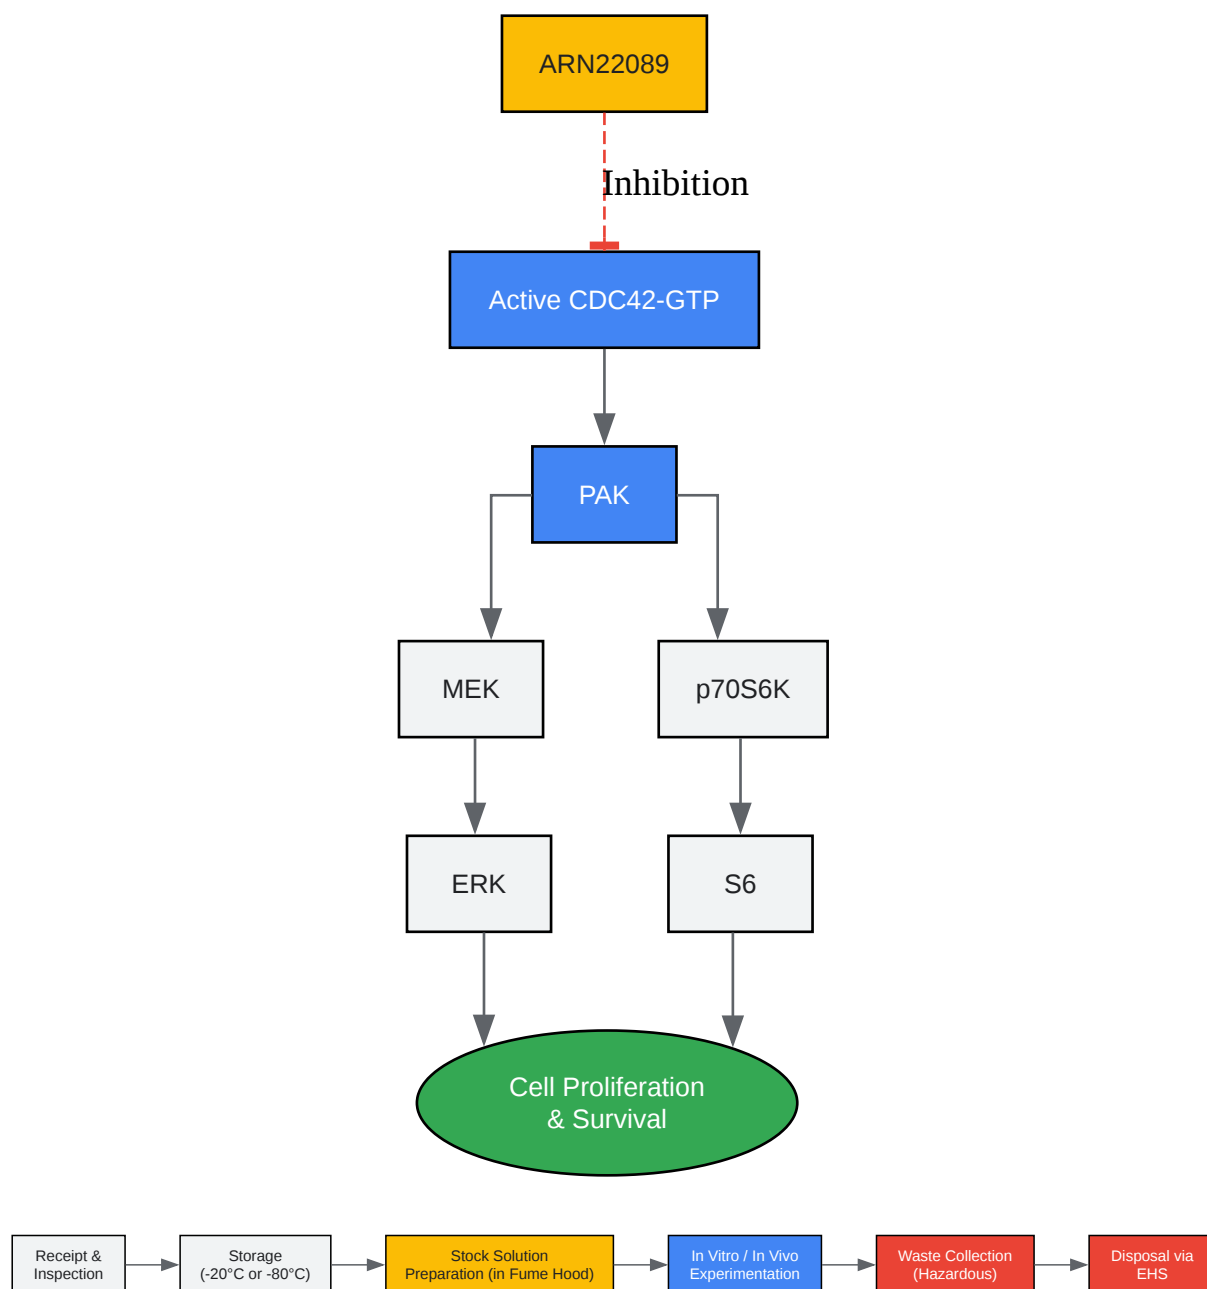 ARN22089
Inhibition
Active CDC42-GTP
PAK
MEK
p70S6K
ERK
S6
Cell Proliferation
& Survival
Receipt &
Inspection
Storage
(-20°C or -80°C)
Stock Solution
Preparation (in Fume Hood)
In Vitro / In Vivo
Experimentation
Waste Collection
(Hazardous)
Disposal via
EHS